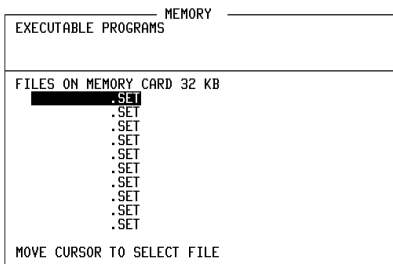 MEMORY
EXECUTABLE PROGRAMS
FILES ON MEMORY CARD 32 KB
.SET
.SET
.SET
.SET
.SET
.SET
.SET
.SET
.SET
.SET
MOVE CURSOR TO SELECT FILE